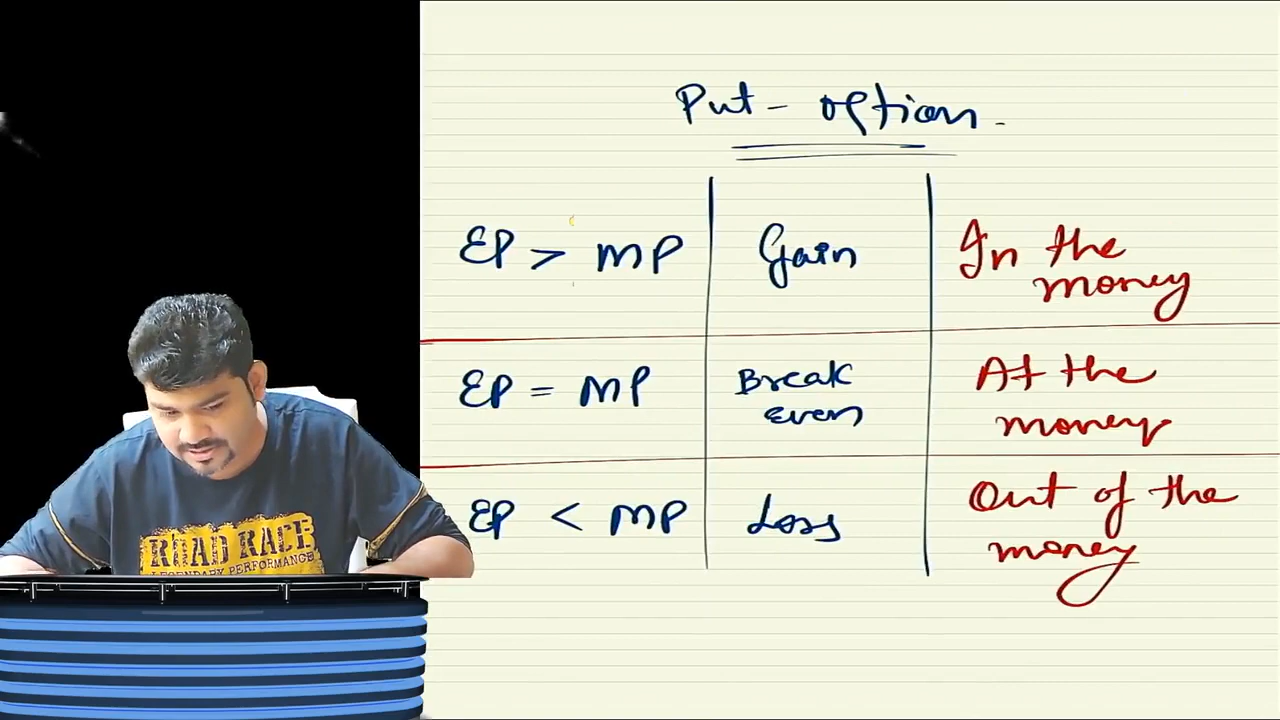 Put - option.
EP > MP Gain In the
money
EP = MP Break
even At the
money
EP < MP Loss Out of the
money
ROAD RACE
LEGENDARY PERFORMANCE